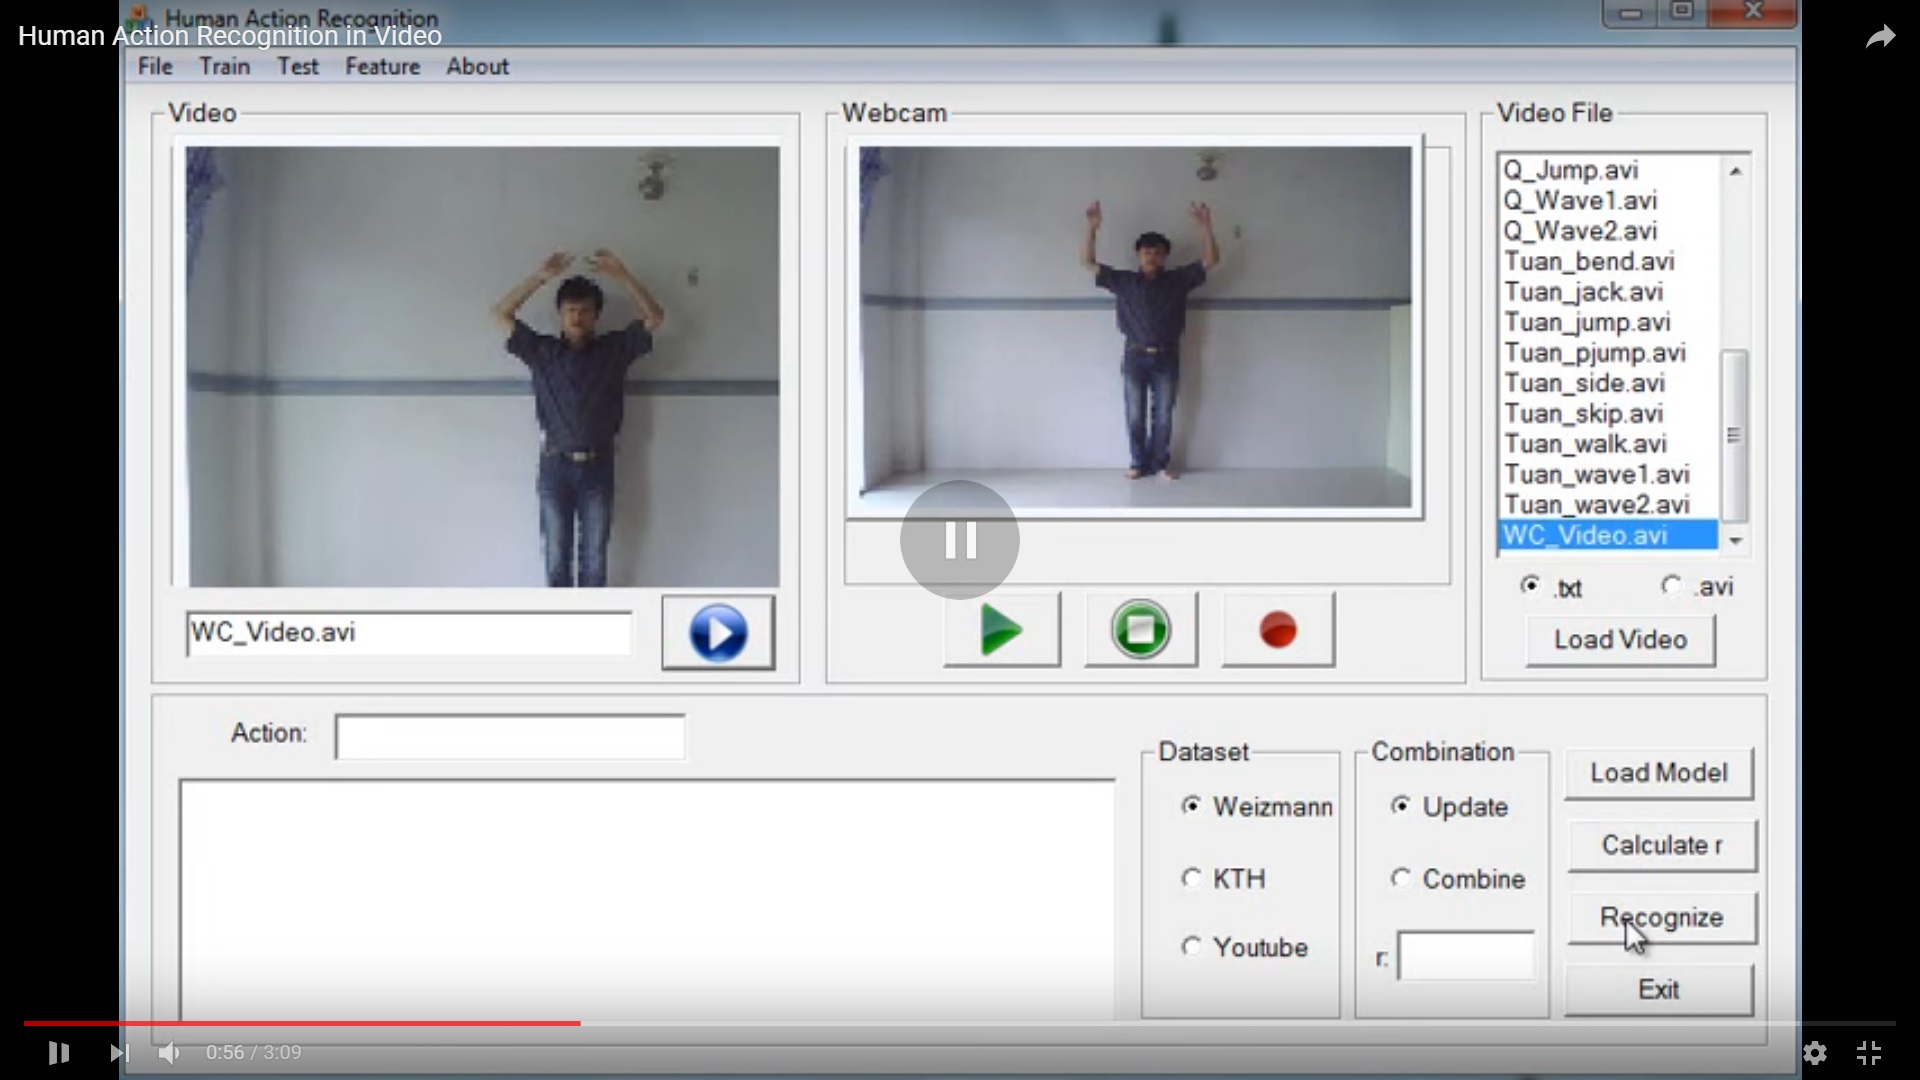 Human Action Recognition
Human Action Recognition in Video
File Train Test Feature About
Video
Webcam
Video File
Q_Jump.avi
Q_Wave1.avi
Q_Wave2.avi
Tuan_bend.avi
Tuan_jack.avi
Tuan_jump.avi
Tuan_pjump.avi
Tuan_side.avi
Tuan_skip.avi
Tuan_walk.avi
Tuan_wave1.avi
Tuan_wave2.avi
WC_Video.avi
.txt .avi
Load Video
WC_Video.avi
Action:
Dataset
Weizmann
KTH
Youtube
Combination
Update
Combine
r:
Load Model
Calculate r
Recognize
Exit
0:56 / 3:09